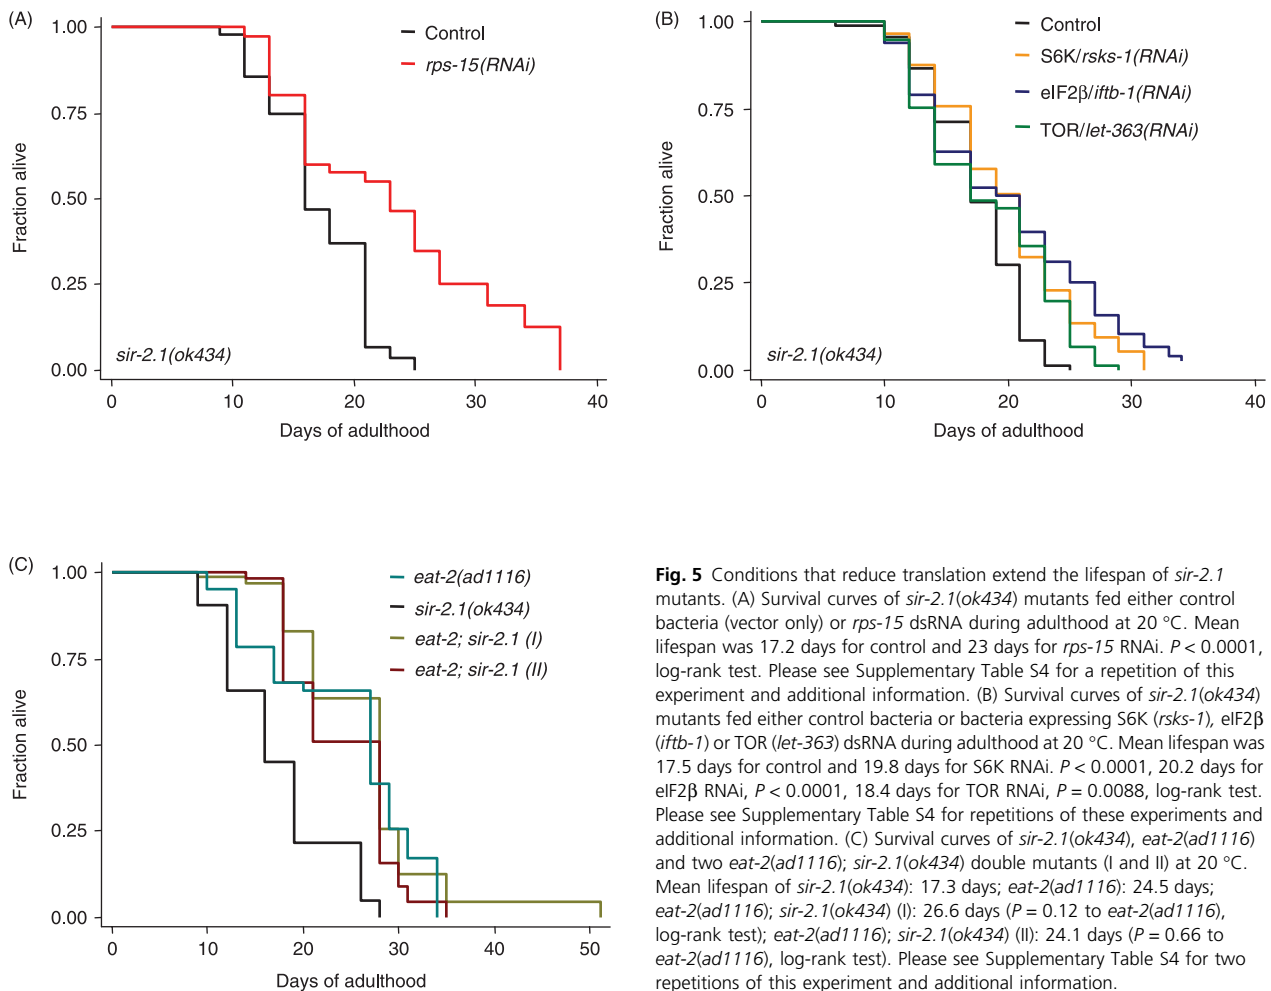 (A)
1.00
0.75
0.50
0.25
0.00
Fraction alive
Control
rps-15(RNAi)
sir-2.1(ok434)
0 10 20 30 40
Days of adulthood
(B)
1.00
0.75
0.50
0.25
0.00
Fraction alive
Control
S6K/rsks-1(RNAi)
eIF2β/iftb-1(RNAi)
TOR/let-363(RNAi)
sir-2.1(ok434)
0 10 20 30 40
Days of adulthood
(C)
1.00
0.75
0.50
0.25
0.00
Fraction alive
eat-2(ad1116)
sir-2.1(ok434)
eat-2; sir-2.1 (I)
eat-2; sir-2.1 (II)
0 10 20 30 40 50
Days of adulthood
Fig. 5 Conditions that reduce translation extend the lifespan of sir-2.1
mutants. (A) Survival curves of sir-2.1(ok434) mutants fed either control
bacteria (vector only) or rps-15 dsRNA during adulthood at 20 °C. Mean
lifespan was 17.2 days for control and 23 days for rps-15 RNAi. P < 0.0001,
log-rank test. Please see Supplementary Table S4 for a repetition of this
experiment and additional information. (B) Survival curves of sir-2.1(ok434)
mutants fed either control bacteria or bacteria expressing S6K (rsks-1), eIF2β
(iftb-1) or TOR (let-363) dsRNA during adulthood at 20 °C. Mean lifespan was
17.5 days for control and 19.8 days for S6K RNAi. P < 0.0001, 20.2 days for
eIF2β RNAi, P < 0.0001, 18.4 days for TOR RNAi, P = 0.0088, log-rank test.
Please see Supplementary Table S4 for repetitions of these experiments and
additional information. (C) Survival curves of sir-2.1(ok434), eat-2(ad1116)
and two eat-2(ad1116); sir-2.1(ok434) double mutants (I and II) at 20 °C.
Mean lifespan of sir-2.1(ok434): 17.3 days; eat-2(ad1116): 24.5 days;
eat-2(ad1116); sir-2.1(ok434) (I): 26.6 days (P = 0.12 to eat-2(ad1116),
log-rank test); eat-2(ad1116); sir-2.1(ok434) (II): 24.1 days (P = 0.66 to
eat-2(ad1116), log-rank test). Please see Supplementary Table S4 for two
repetitions of this experiment and additional information.